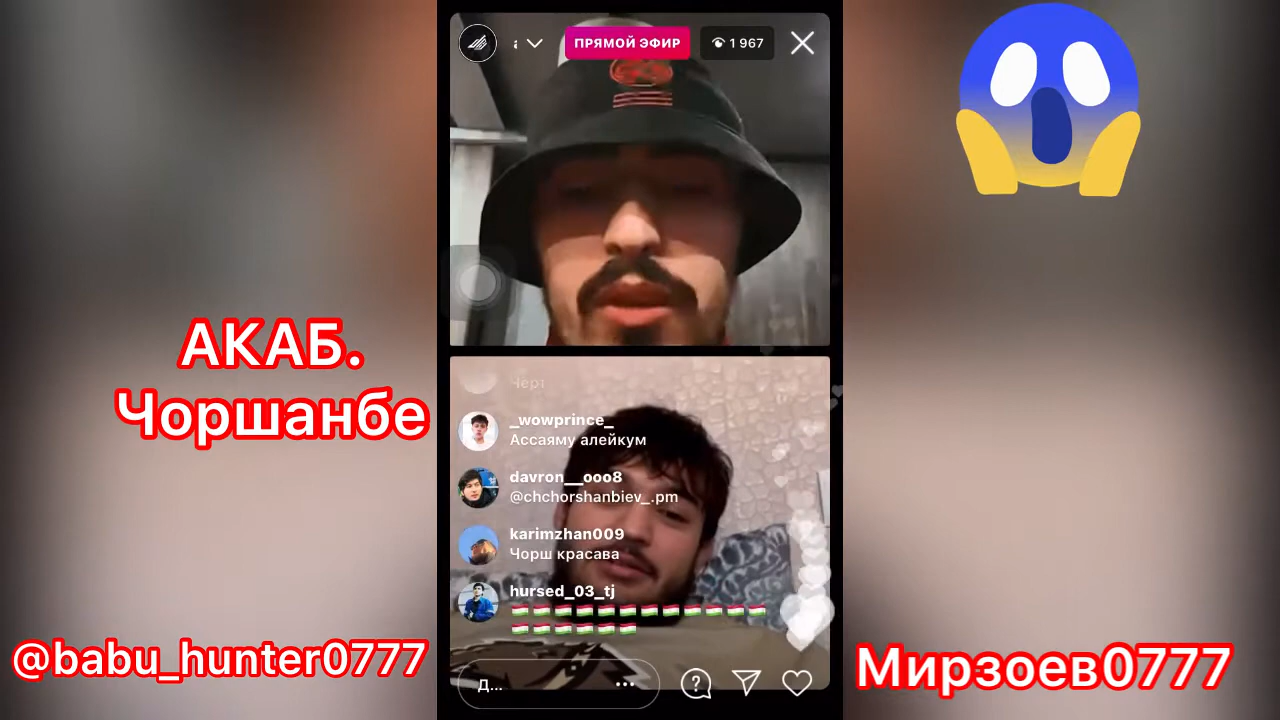 ПРЯМОЙ ЭФИР
1 967
АКАБ.
Чоршанбе
_wowprince_
Ассаяму алейкум
davron__ooo8
@chchorshanbiev_.pm
karimzhan009
Чорш красава
hursed_03_tj
🇹🇯🇹🇯🇹🇯🇹🇯🇹🇯🇹🇯🇹🇯🇹🇯🇹🇯🇹🇯🇹🇯🇹🇯
🇹🇯🇹🇯🇹🇯🇹🇯🇹🇯🇹🇯
@babu_hunter0777
Мирзоев0777
Д...